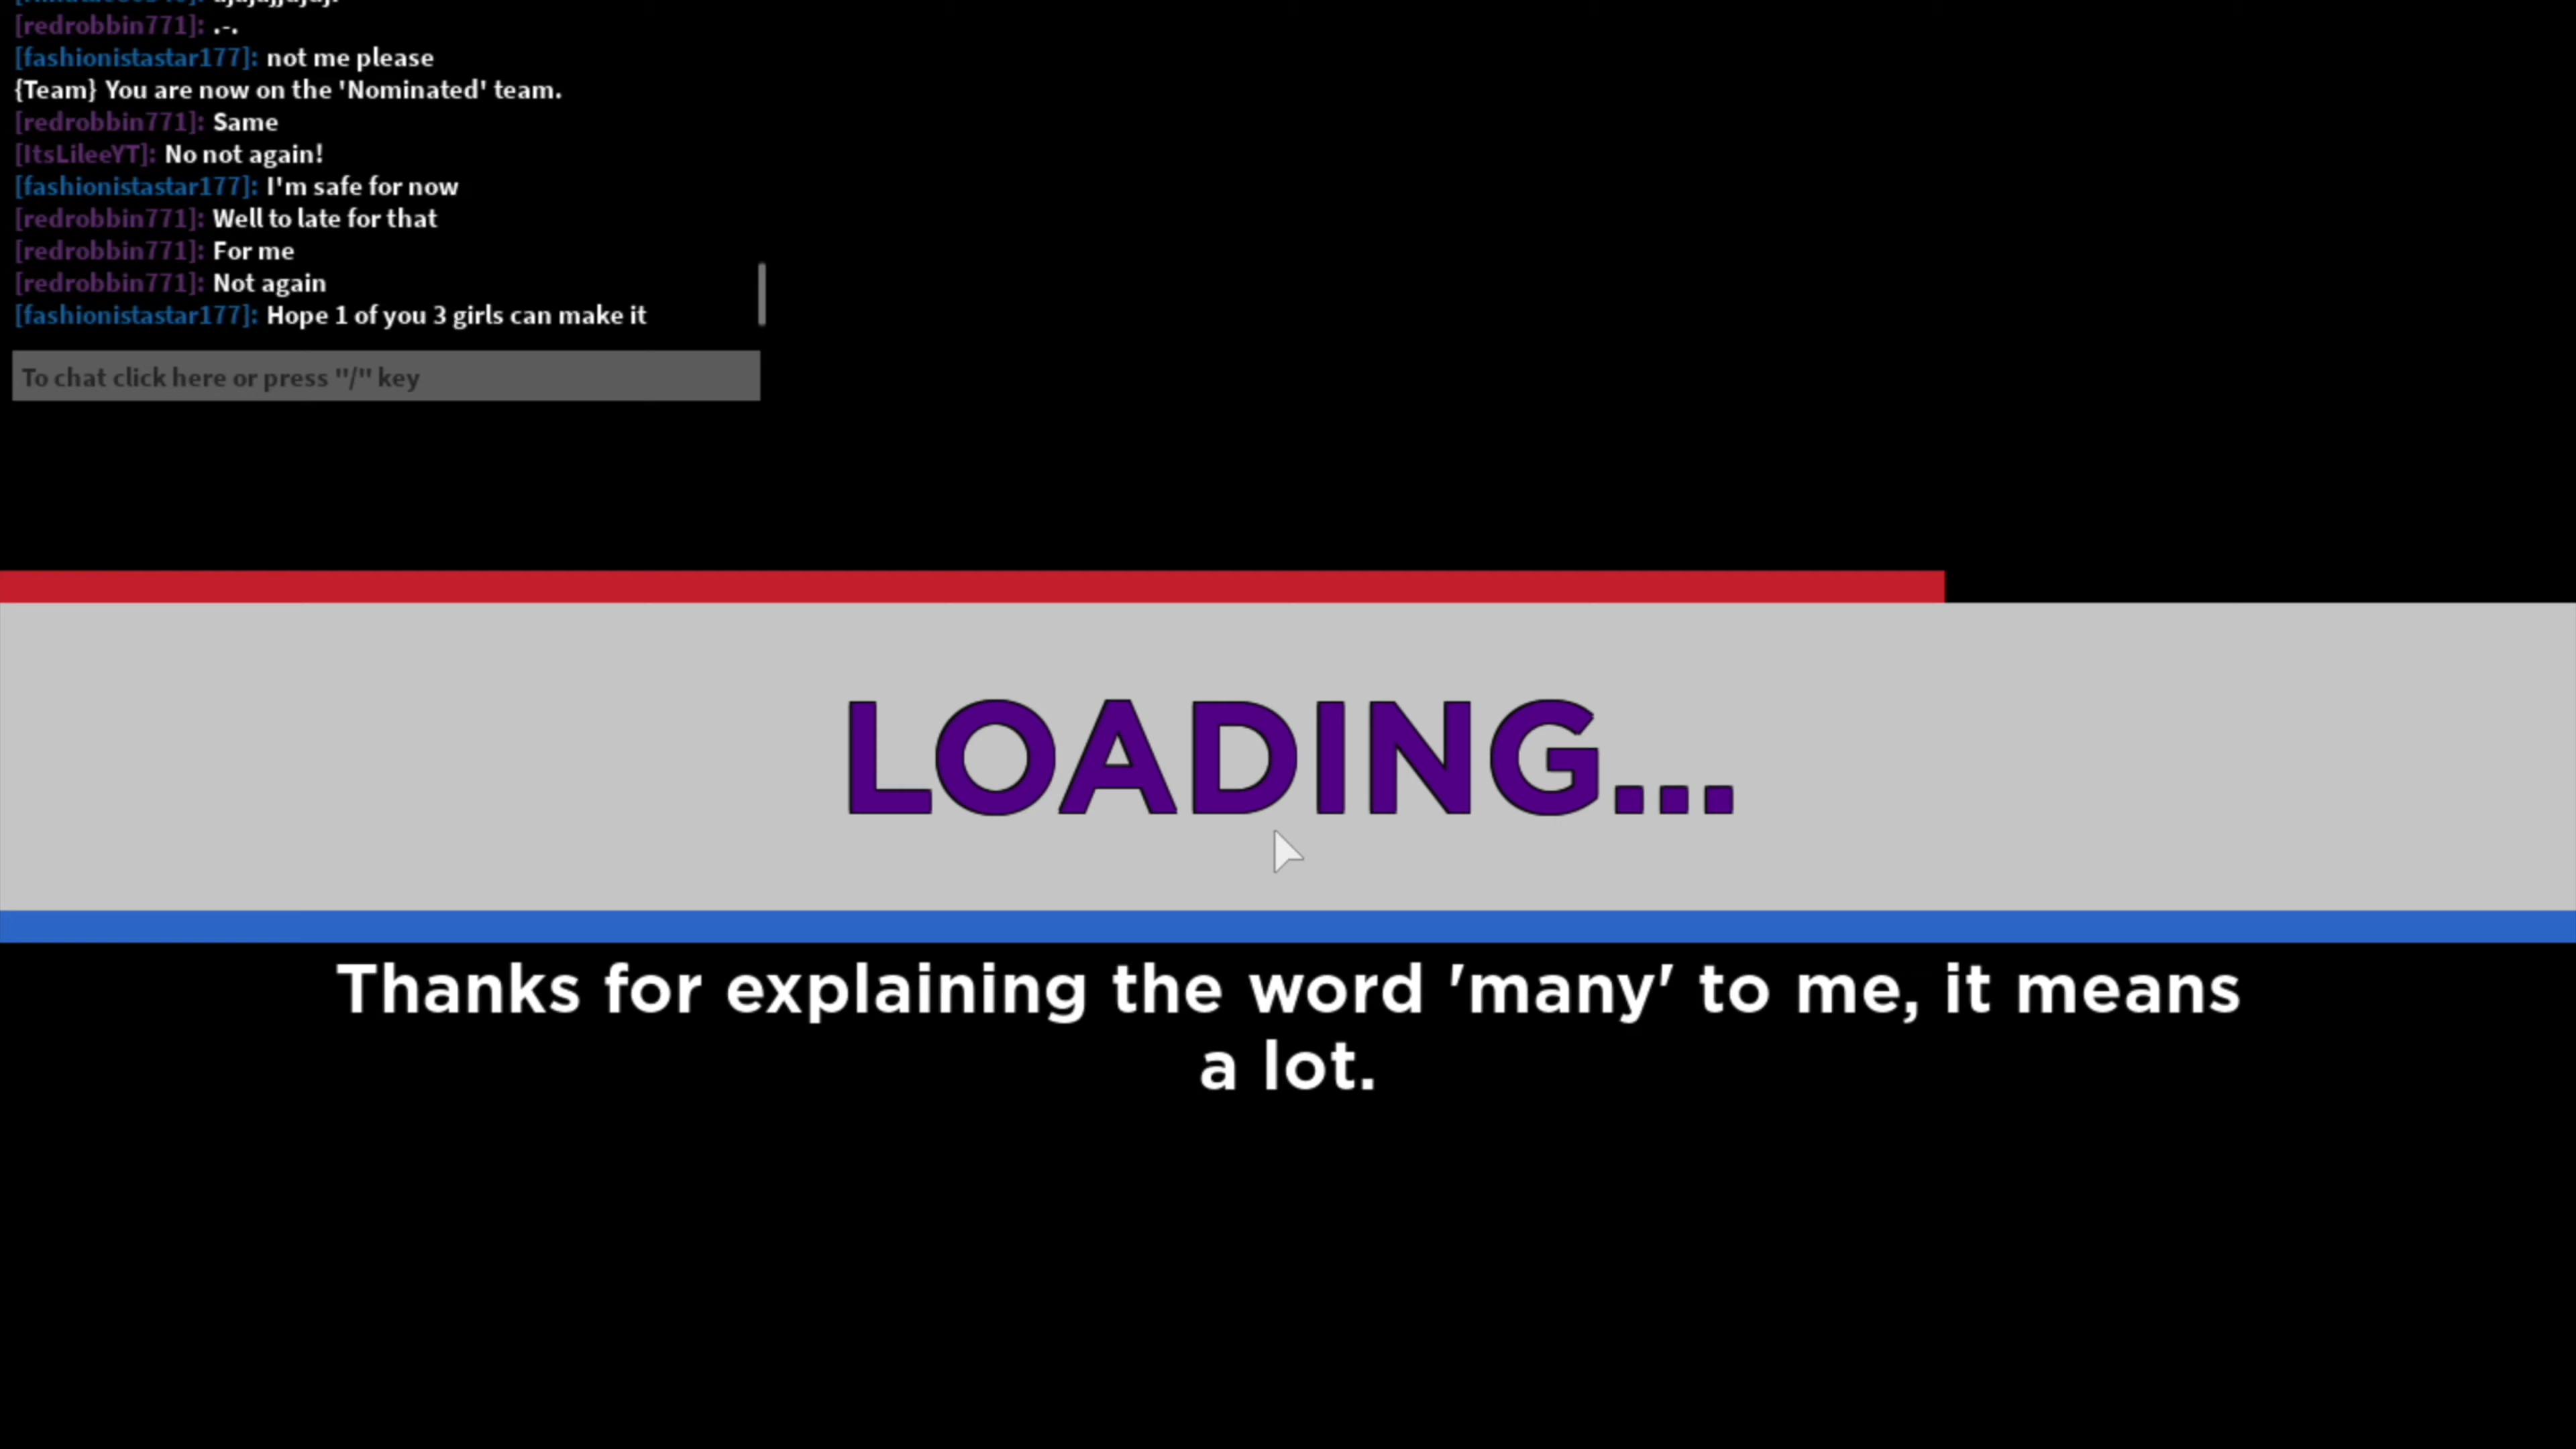 [redrobbin771]: .-.
[fashionistastar177]: not me please
{Team} You are now on the 'Nominated' team.
[redrobbin771]: Same
[ItsLileeYT]: No not again!
[fashionistastar177]: I'm safe for now
[redrobbin771]: Well to late for that
[redrobbin771]: For me
[redrobbin771]: Not again
[fashionistastar177]: Hope 1 of you 3 girls can make it
To chat click here or press "/" key
LOADING...
Thanks for explaining the word 'many' to me, it means
a lot.